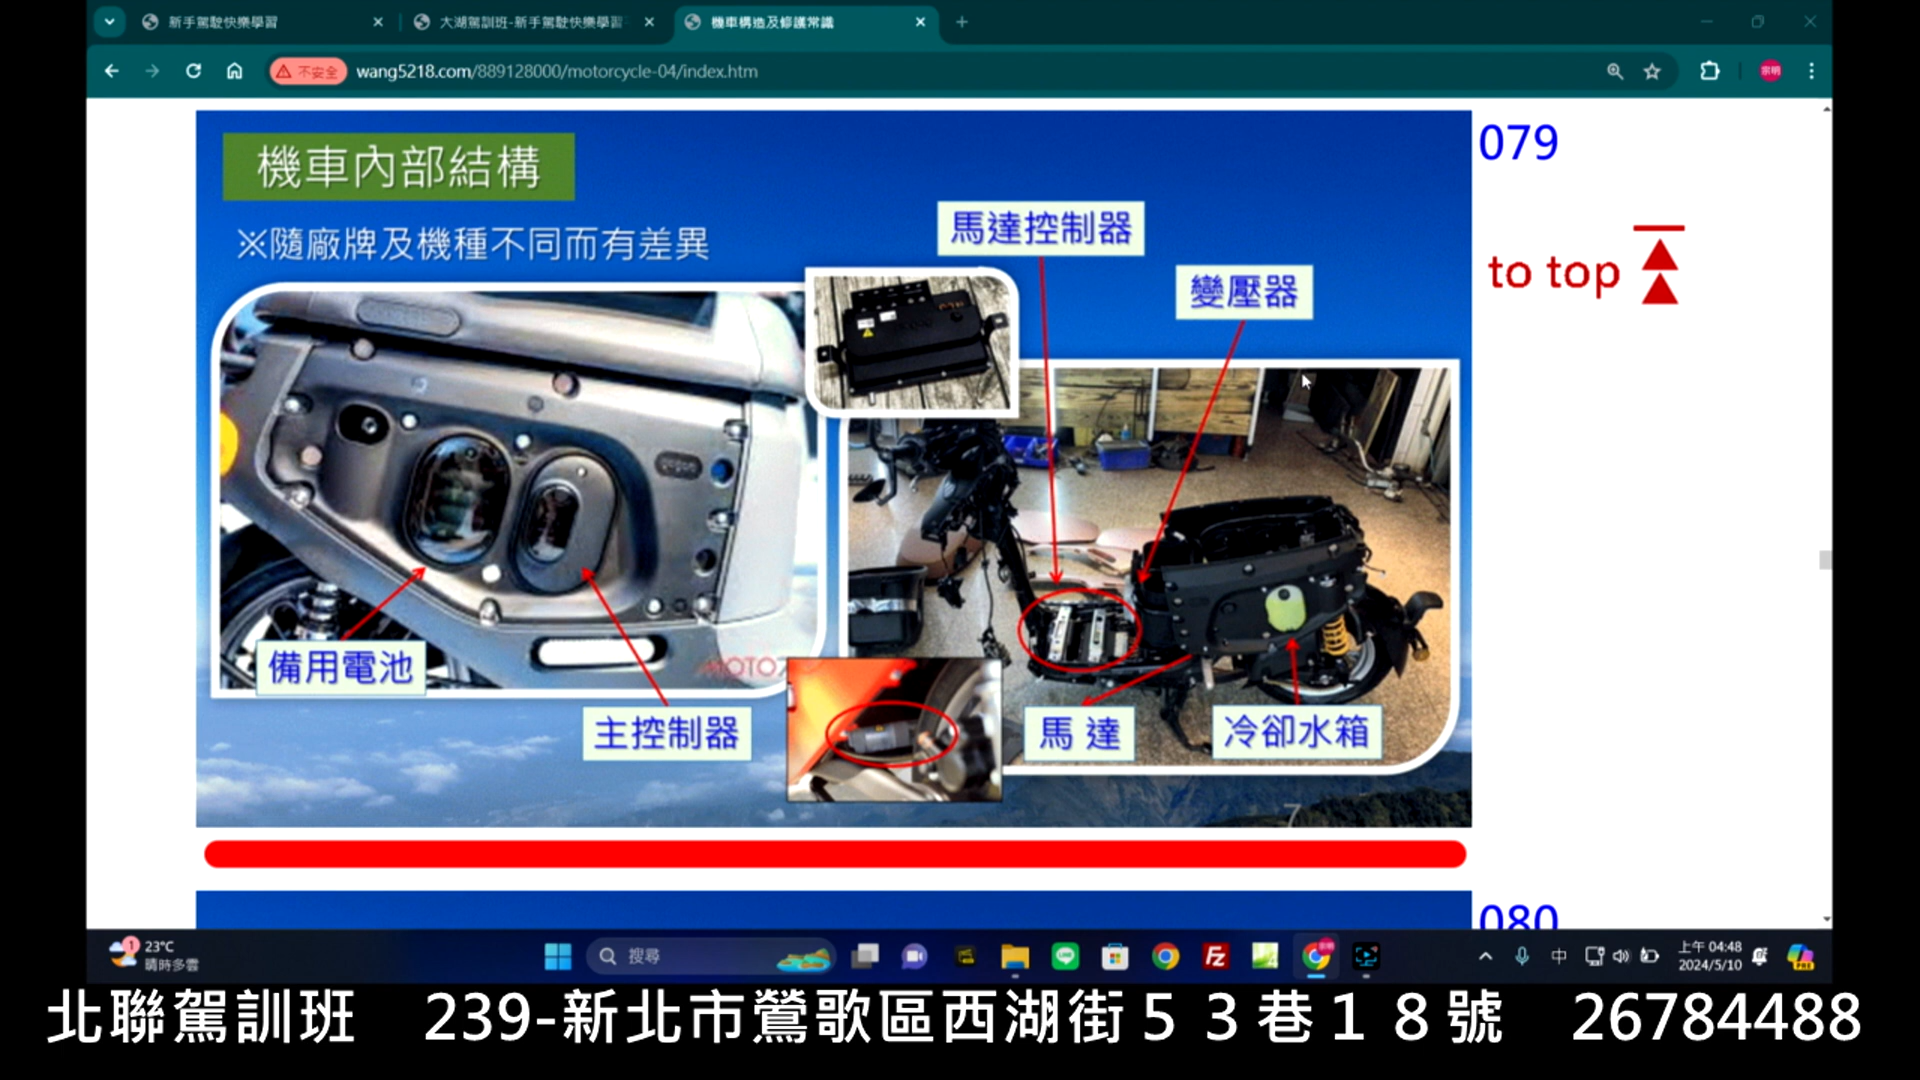 新手駕駛快樂學習
大湖駕訓班-新手駕駛快樂學習
機車構造及修護常識
不安全
wang5218.com/889128000/motorcycle-04/index.htm
宗明
機車內部結構
079
※隨廠牌及機種不同而有差異
馬達控制器
to top
變壓器
備用電池
MOTO7
主控制器
馬 達
冷卻水箱
7
080
1
23°C
晴時多雲
搜尋
中
上午 04:48
2024/5/10
北聯駕訓班 239-新北市鶯歌區西湖街53巷18號 26784488